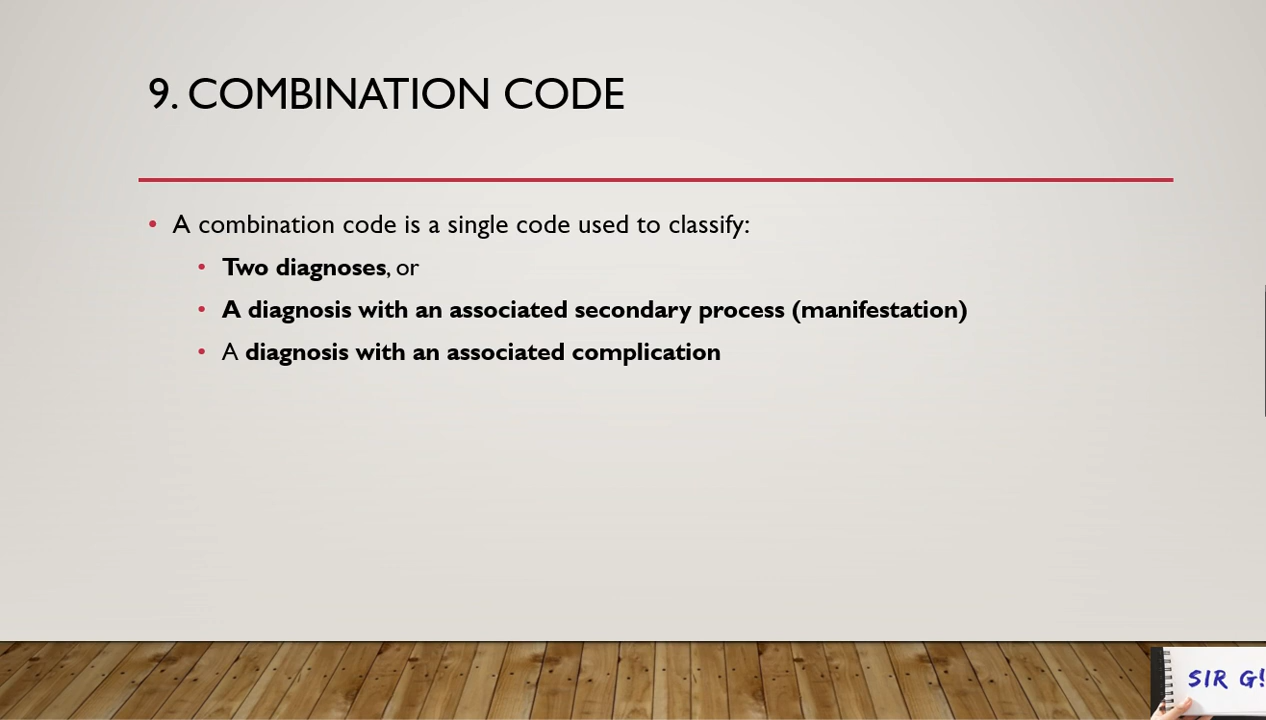 9. COMBINATION CODE
• A combination code is a single code used to classify:
• Two diagnoses, or
• A diagnosis with an associated secondary process (manifestation)
• A diagnosis with an associated complication
SIR G!